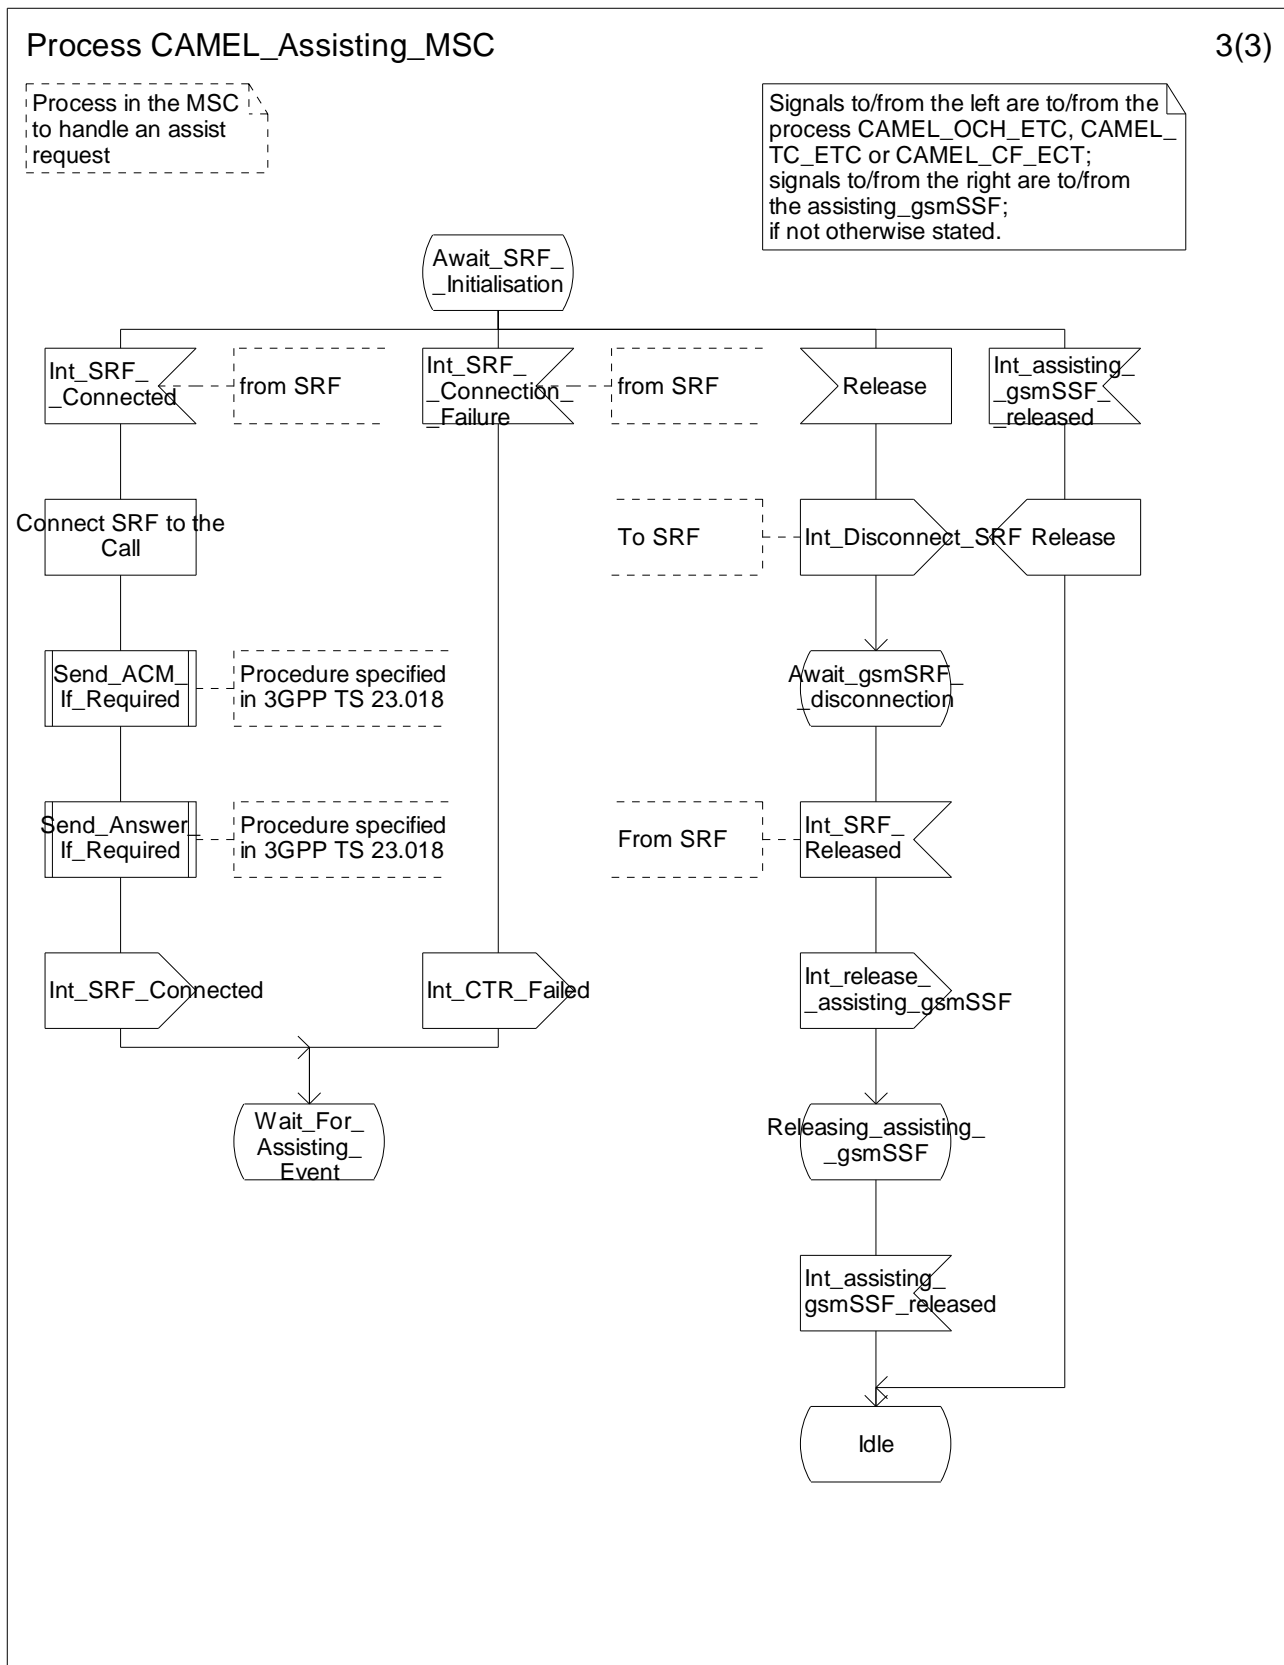 Process CAMEL_Assisting_MSC
3(3)
Process in the MSC
to handle an assist
request
Signals to/from the left are to/from the
process CAMEL_OCH_ETC, CAMEL_
TC_ETC or CAMEL_CF_ECT;
signals to/from the right are to/from
the assisting_gsmSSF;
if not otherwise stated.
Await_SRF_
_Initialisation
Int_SRF_
_Connected
from SRF
Int_SRF_
_Connection_
_Failure
from SRF
Release
Int_assisting_
_gsmSSF_
_released
Connect SRF to the
Call
To SRF
Int_Disconnect_SRF
Release
Send_ACM_
If_Required
Procedure specified
in 3GPP TS 23.018
Await_gsmSRF_
_disconnection
Send_Answer_
If_Required
Procedure specified
in 3GPP TS 23.018
From SRF
Int_SRF_
Released
Int_SRF_Connected
Int_CTR_Failed
Int_release_
_assisting_gsmSSF
Wait_For_
Assisting_
Event
Releasing_assisting_
_gsmSSF
Int_assisting_
gsmSSF_released
Idle